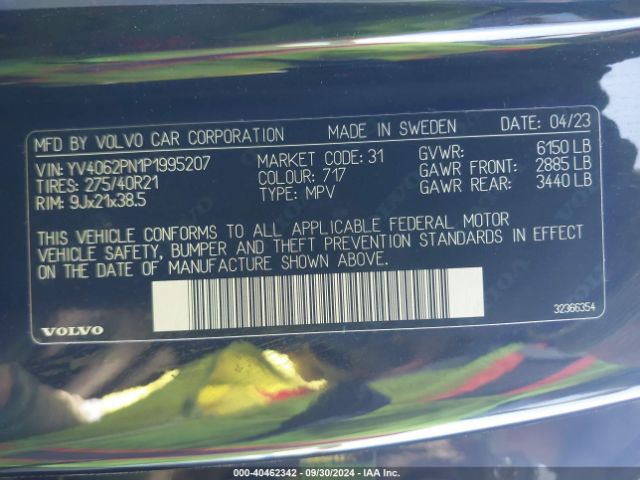 MFD BY VOLVO CAR CORPORATION MADE IN SWEDEN DATE: 04/23
VIN: YV4062PN1P1995207 MARKET CODE: 31 GVWR: 6150 LB
TIRES: 275/40R21 COLOUR: 717 GAWR FRONT: 2885 LB
RIM: 9Jx21x38.5 TYPE: MPV GAWR REAR: 3440 LB
THIS VEHICLE CONFORMS TO ALL APPLICABLE FEDERAL MOTOR
VEHICLE SAFETY, BUMPER AND THEFT PREVENTION STANDARDS IN EFFECT
ON THE DATE OF MANUFACTURE SHOWN ABOVE.
VOLVO 32366354
000-40462342 - 09/30/2024 - IAA Inc.